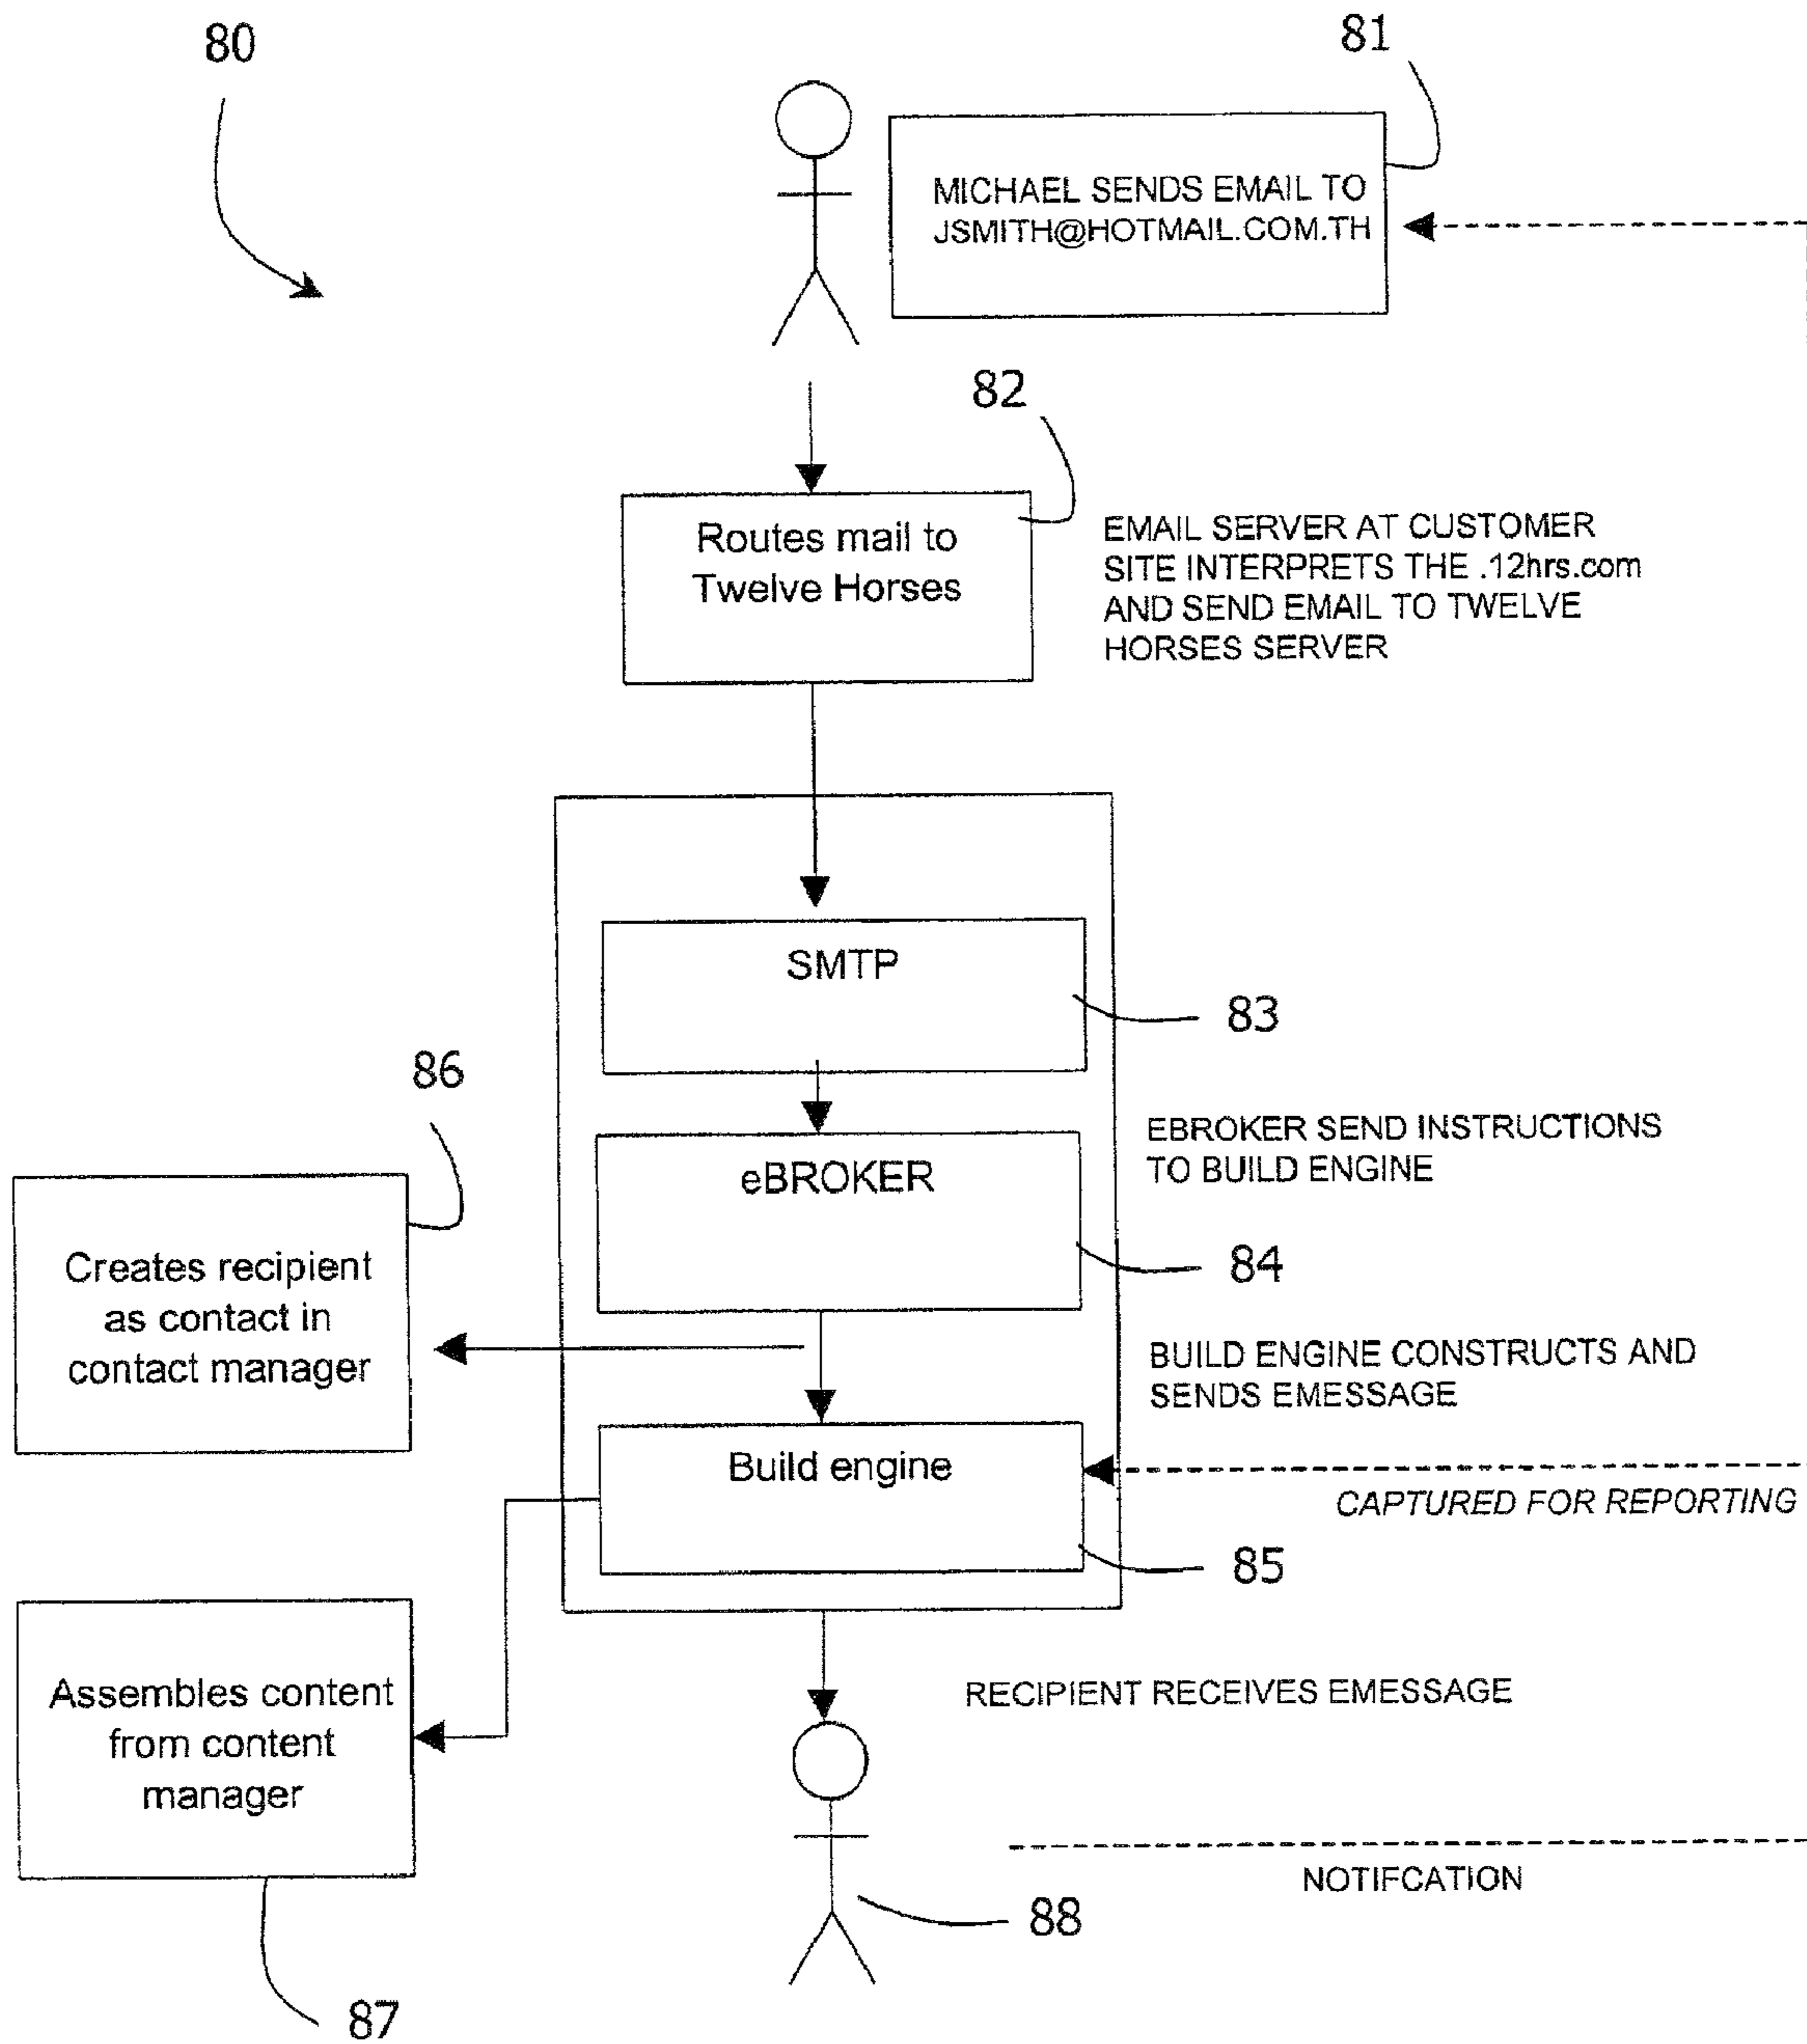 80
81
MICHAEL SENDS EMAIL TO
JSMITH@HOTMAIL.COM.TH
82
Routes mail to
Twelve Horses
EMAIL SERVER AT CUSTOMER
SITE INTERPRETS THE .12hrs.com
AND SEND EMAIL TO TWELVE
HORSES SERVER
SMTP
83
86
eBROKER
EBROKER SEND INSTRUCTIONS
TO BUILD ENGINE
84
Creates recipient
as contact in
contact manager
BUILD ENGINE CONSTRUCTS AND
SENDS EMESSAGE
Build engine
CAPTURED FOR REPORTING
85
Assembles content
from content
manager
RECIPIENT RECEIVES EMESSAGE
NOTIFCATION
88
87